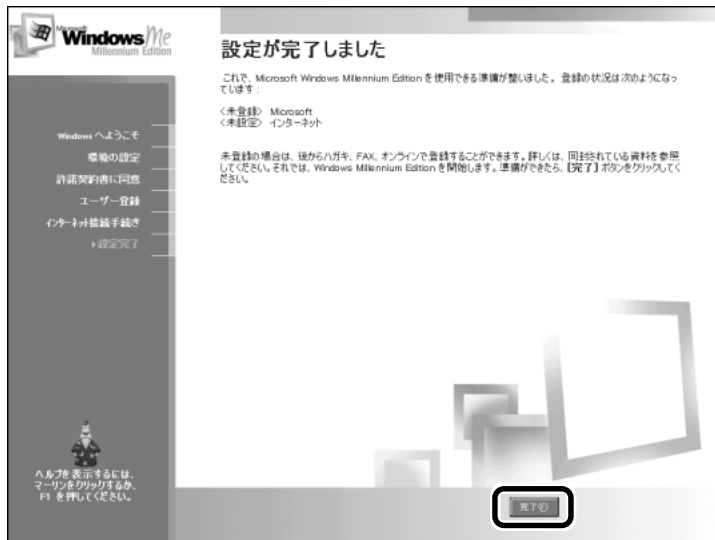 Microsoft
Windows Me
Millennium Edition
設定が完了しました
これで、Microsoft Windows Millennium Edition を使用できる準備が整いました。登録の状況は次のようになっ
ています：
〈未登録〉 Microsoft
〈未設定〉 インターネット
未登録の場合は、後からハガキ、FAX、オンラインで登録することができます。詳しくは、同封されている資料を参照
してください。それでは、Windows Millennium Edition を開始します。準備ができたら、【完了】ボタンをクリックしてく
ださい。
Windows へようこそ
環境の設定
許諾契約書に同意
ユーザー登録
インターネット接続手続き
設定完了
ヘルプを表示するには、
マーリンをクリックするか、
F1 を押してください。
完了(F)